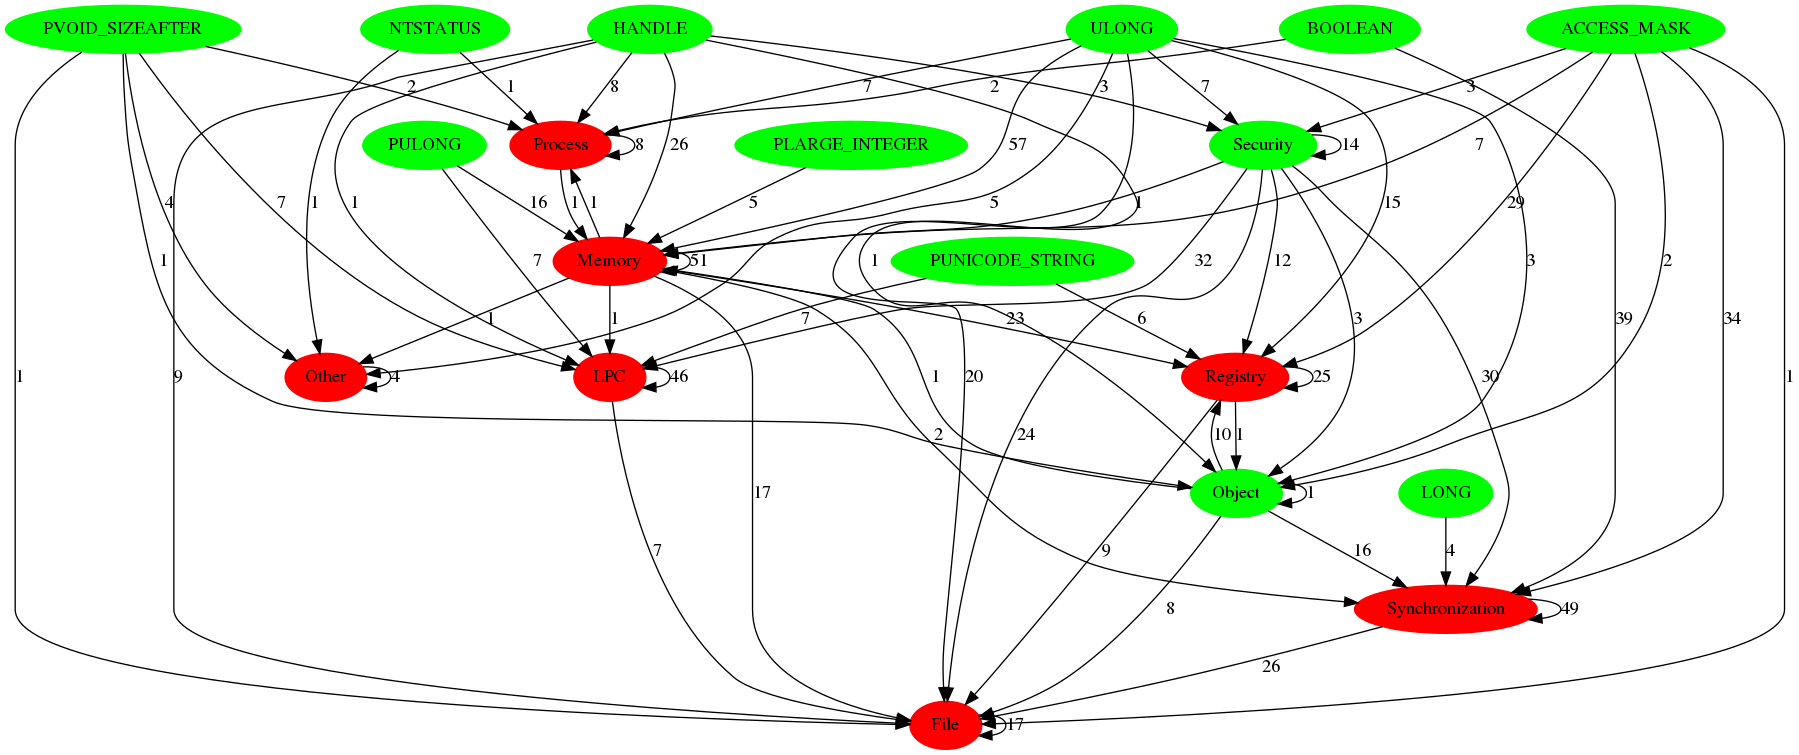 PVOID_SIZEAFTER NTSTATUS HANDLE ULONG BOOLEAN ACCESS_MASK
2 1 8 7 2 3 7 3
PULONG Process 8 26 PLARGE_INTEGER 57 Security 14 7
4 7 1 1 16 1 1 5 5 1 15 29
1 7 Memory 51 1 PUNICODE_STRING 32 12 3 2
1 1 7 23 6 3 39 34
Other 4 LPC 46 Registry 25
1 9 1 20 30 1
2 24 10 1
17 Object 1 LONG
7 9 16 4
8 Synchronization 49
26
File 17